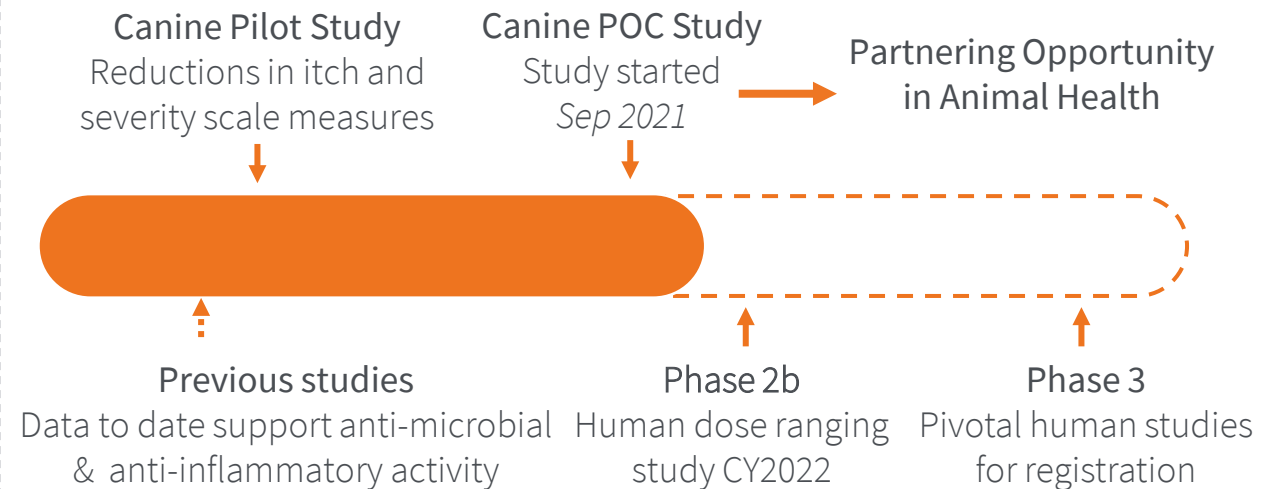 Canine Pilot Study
Reductions in itch and
severity scale measures
Canine POC Study
Study started
Sep 2021
Partnering Opportunity
in Animal Health
Previous studies
Data to date support anti-microbial
& anti-inflammatory activity
Phase 2b
Human dose ranging
study CY2022
Phase 3
Pivotal human studies
for registration